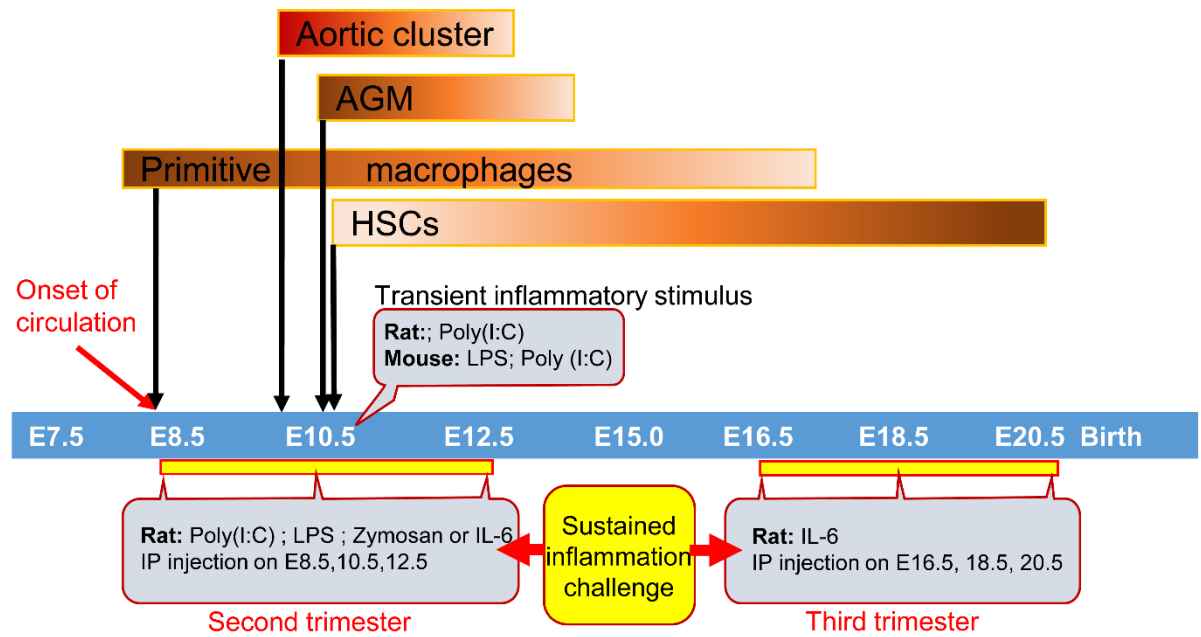 Aortic cluster
AGM
Primitive macrophages
HSCs
Onset of
circulation
Transient inflammatory stimulus
Rat:; Poly(I:C)
Mouse: LPS; Poly (I:C)
E7.5 E8.5 E10.5 E12.5 E15.0 E16.5 E18.5 E20.5 Birth
Rat: Poly(I:C) ; LPS ; Zymosan or IL-6
IP injection on E8.5,10.5,12.5
Second trimester
Sustained
inflammation
challenge
Rat: IL-6
IP injection on E16.5, 18.5, 20.5
Third trimester